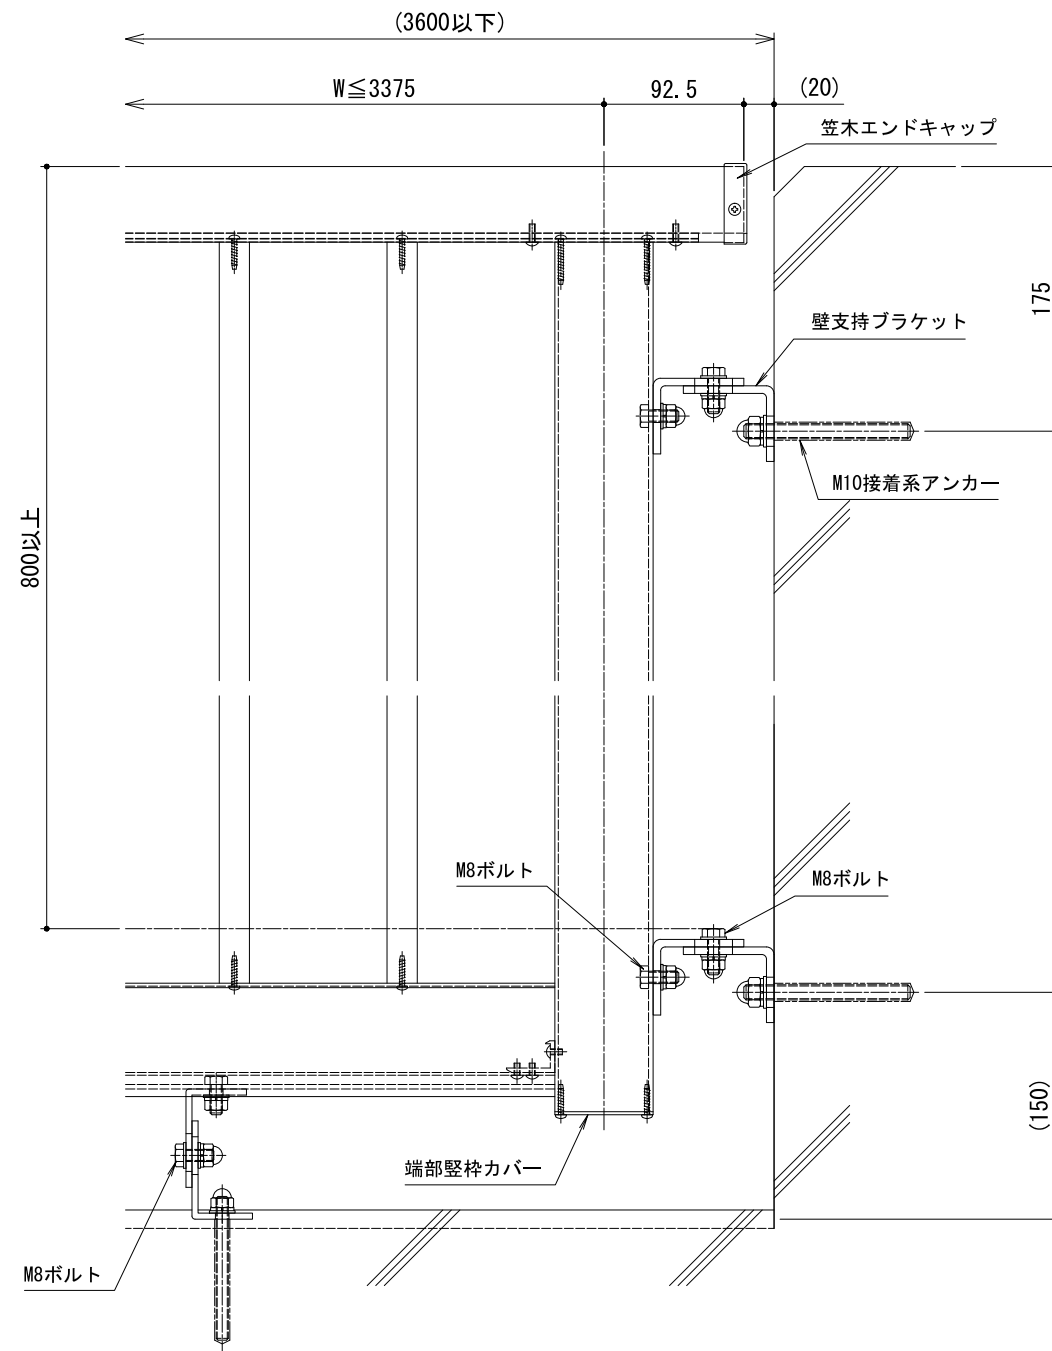 (3600以下)
W≦3375
92.5
(20)
笠木エンドキャップ
175
壁支持ブラケット
M10接着系アンカー
800以上
M8ボルト
M8ボルト
(150)
端部竪枠カバー
M8ボルト